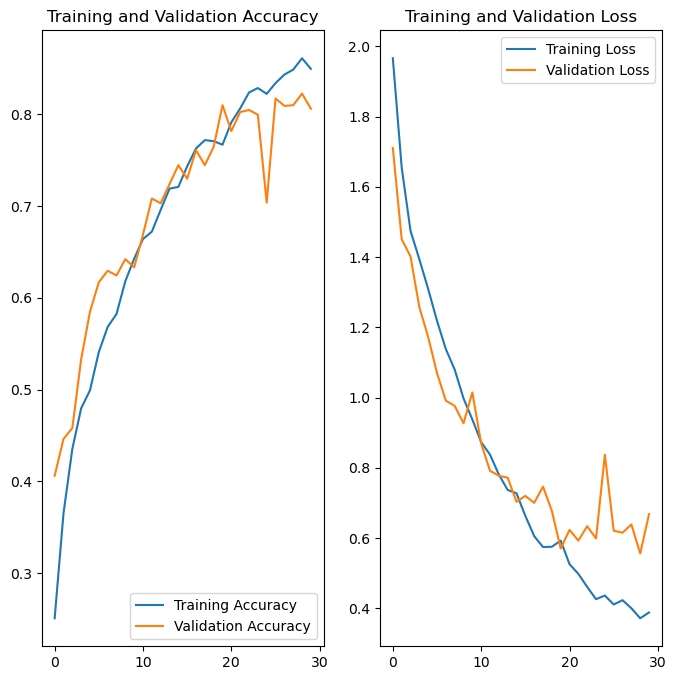 Training and Validation Accuracy
0.8
0.7
0.6
0.5
0.4
0.3
Training Accuracy
Validation Accuracy
0 10 20 30
Training and Validation Loss
2.0
1.8
1.6
1.4
1.2
1.0
0.8
0.6
0.4
Training Loss
Validation Loss
0 10 20 30